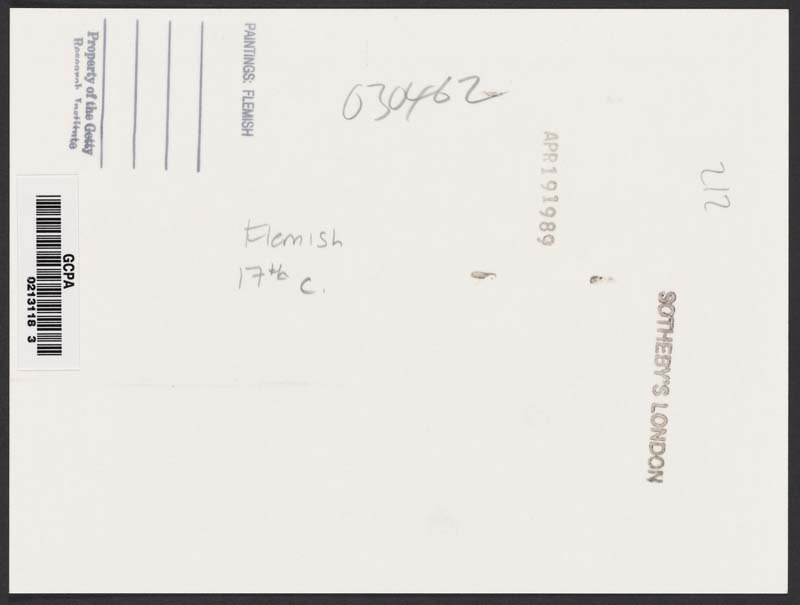 PAINTINGS: FLEMISH
Property of the Getty
Research Institute
030462
APR 19 1989
212
Flemish
17th c.
GCPA
0213118 3
SOTHEBY'S LONDON